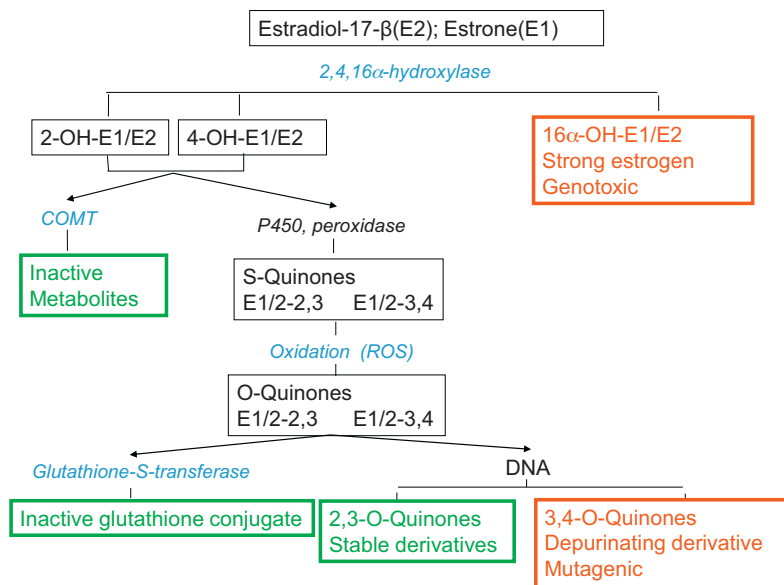 Estradiol-17-β(E2); Estrone(E1)
2,4,16α-hydroxylase
2-OH-E1/E2
4-OH-E1/E2
16α-OH-E1/E2
Strong estrogen
Genotoxic
COMT
P450, peroxidase
Inactive
Metabolites
S-Quinones
E1/2-2,3 E1/2-3,4
Oxidation (ROS)
O-Quinones
E1/2-2,3 E1/2-3,4
Glutathione-S-transferase
DNA
Inactive glutathione conjugate
2,3-O-Quinones
Stable derivatives
3,4-O-Quinones
Depurinating derivative
Mutagenic